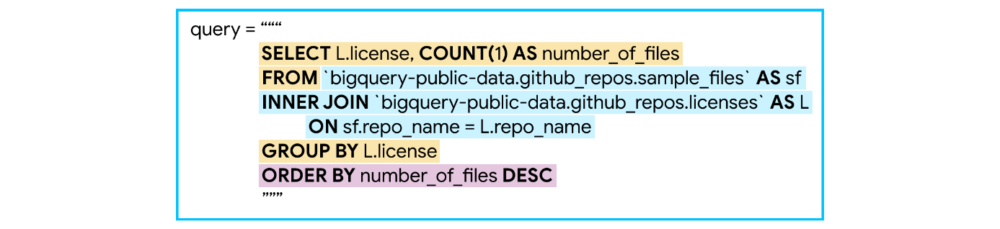 query = “““
SELECT L.license, COUNT(1) AS number_of_files
FROM `bigquery-public-data.github_repos.sample_files` AS sf
INNER JOIN `bigquery-public-data.github_repos.licenses` AS L
ON sf.repo_name = L.repo_name
GROUP BY L.license
ORDER BY number_of_files DESC
”””